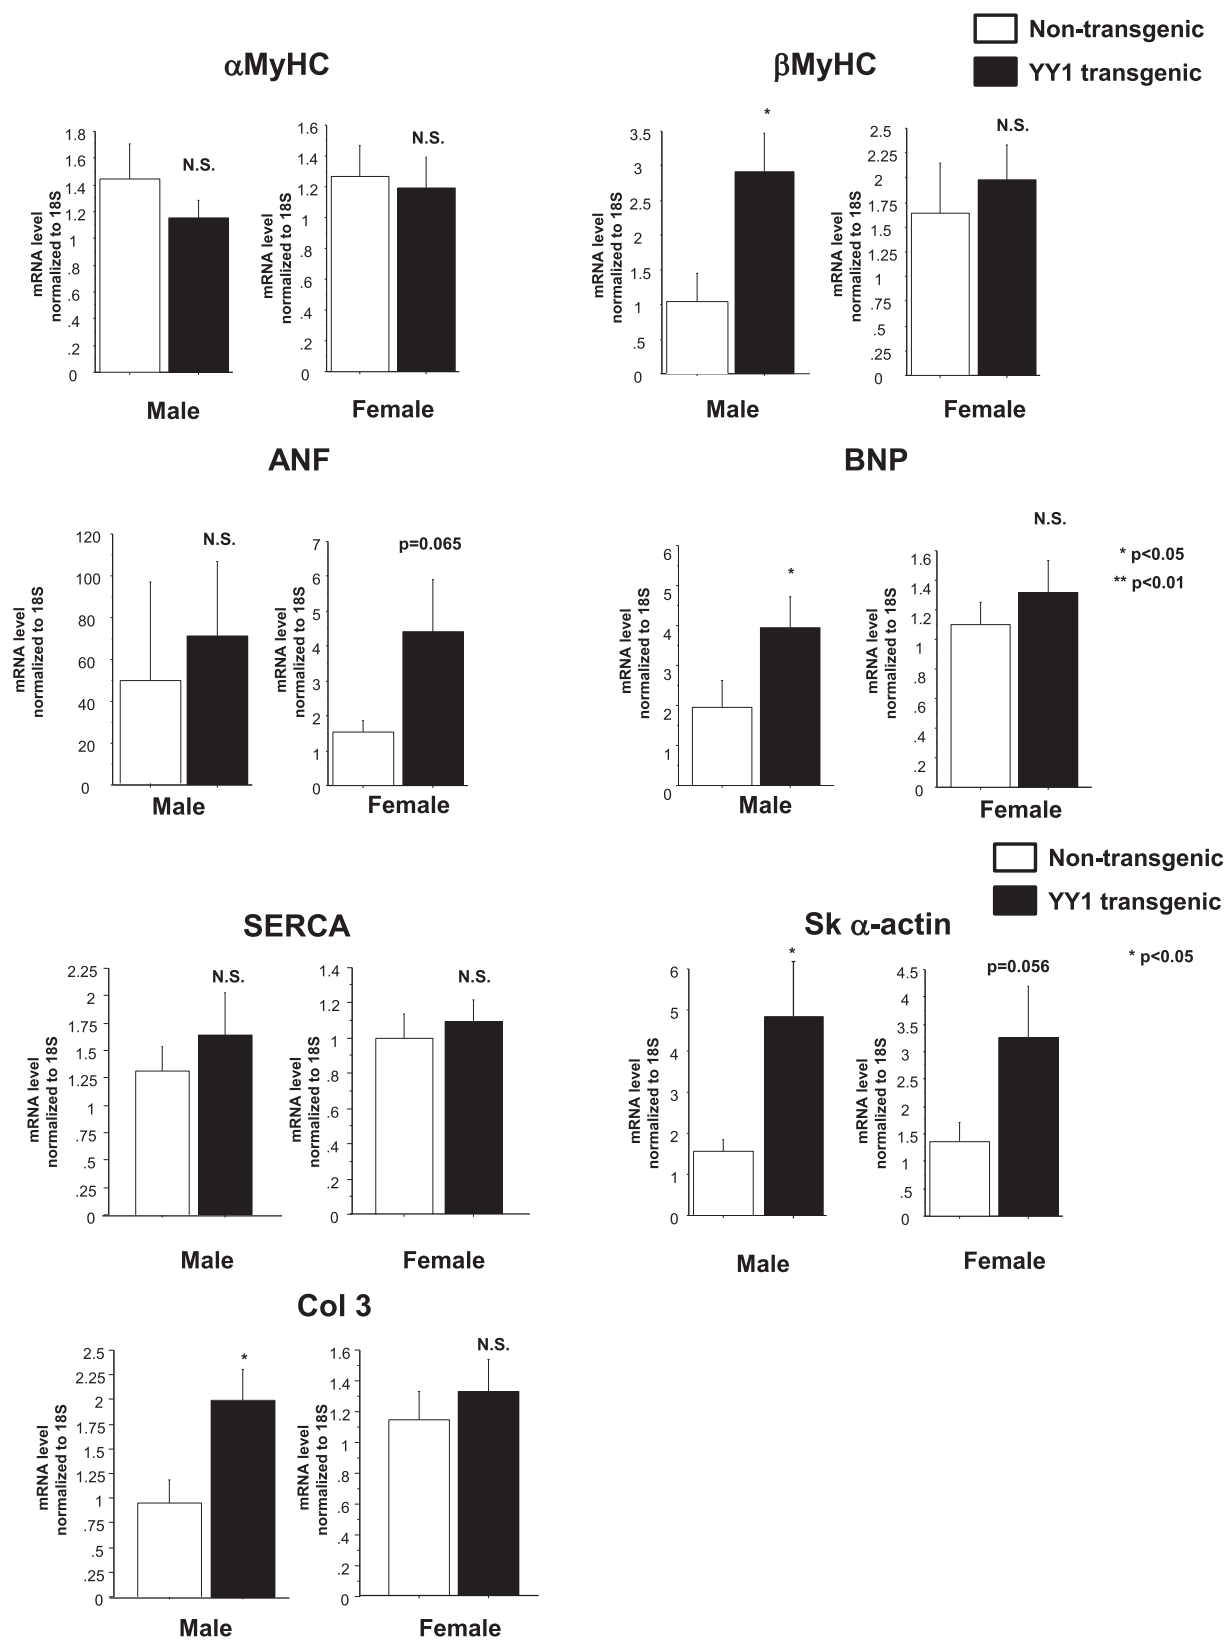 Non-transgenic
YY1 transgenic
αMyHC
βMyHC
mRNA level
normalized to 18S
1.8
1.6
1.4
1.2
1
.8
.6
.4
.2
0
N.S.
Male
mRNA level
normalized to 18S
1.6
1.4
1.2
1
.8
.6
.4
.2
0
N.S.
Female
mRNA level
normalized to 18S
3.5
3
2.5
2
1.5
1
.5
0
*
Male
mRNA level
normalized to 18S
2.5
2.25
2
1.75
1.5
1.25
1
.75
.5
.25
0
N.S.
Female
ANF
BNP
mRNA level
normalized to 18S
120
100
80
60
40
20
0
N.S.
Male
mRNA level
normalized to 18S
7
6
5
4
3
2
1
0
p=0.065
Female
mRNA level
normalized to 18S
6
5
4
3
2
1
0
*
Male
mRNA level
normalized to 18S
1.6
1.4
1.2
1
.8
.6
.4
.2
0
N.S.
Female
* p<0.05
** p<0.01
Non-transgenic
YY1 transgenic
SERCA
Sk α-actin
mRNA level
normalized to 18S
2.25
2
1.75
1.5
1.25
1
.75
.5
.25
0
N.S.
Male
mRNA level
normalized to 18S
1.4
1.2
1
.8
.6
.4
.2
0
N.S.
Female
mRNA level
normalized to 18S
6
5
4
3
2
1
0
*
Male
mRNA level
normalized to 18S
4.5
4
3.5
3
2.5
2
1.5
1
.5
0
p=0.056
Female
* p<0.05
Col 3
mRNA level
normalized to 18S
2.5
2.25
2
1.75
1.5
1.25
1
.75
.5
.25
0
*
Male
mRNA level
normalized to 18S
1.6
1.4
1.2
1
.8
.6
.4
.2
0
N.S.
Female